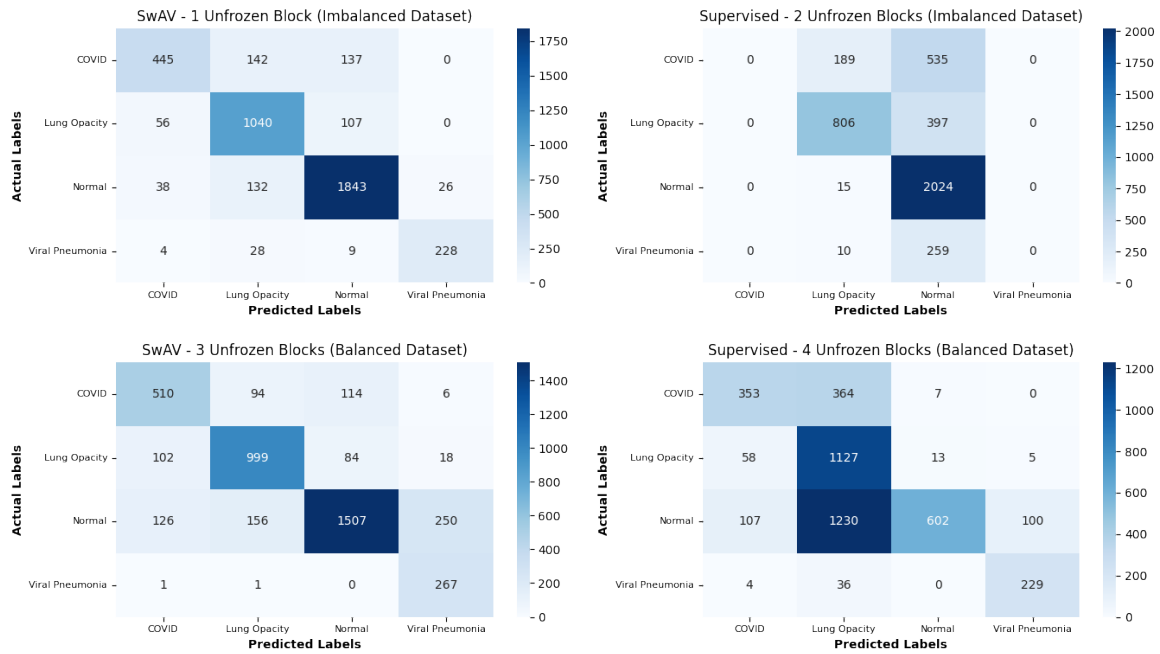 SwAV - 1 Unfrozen Block (Imbalanced Dataset)
COVID 445 142 137 0
Lung Opacity 56 1040 107 0
Normal 38 132 1843 26
Viral Pneumonia 4 28 9 228
COVID Lung Opacity Normal Viral Pneumonia
Predicted Labels
Actual Labels
1750
1500
1250
1000
750
500
250
0
Supervised - 2 Unfrozen Blocks (Imbalanced Dataset)
COVID 0 189 535 0
Lung Opacity 0 806 397 0
Normal 0 15 2024 0
Viral Pneumonia 0 10 259 0
COVID Lung Opacity Normal Viral Pneumonia
Predicted Labels
Actual Labels
2000
1750
1500
1250
1000
750
500
250
0
SwAV - 3 Unfrozen Blocks (Balanced Dataset)
COVID 510 94 114 6
Lung Opacity 102 999 84 18
Normal 126 156 1507 250
Viral Pneumonia 1 1 0 267
COVID Lung Opacity Normal Viral Pneumonia
Predicted Labels
Actual Labels
1400
1200
1000
800
600
400
200
0
Supervised - 4 Unfrozen Blocks (Balanced Dataset)
COVID 353 364 7 0
Lung Opacity 58 1127 13 5
Normal 107 1230 602 100
Viral Pneumonia 4 36 0 229
COVID Lung Opacity Normal Viral Pneumonia
Predicted Labels
Actual Labels
1200
1000
800
600
400
200
0